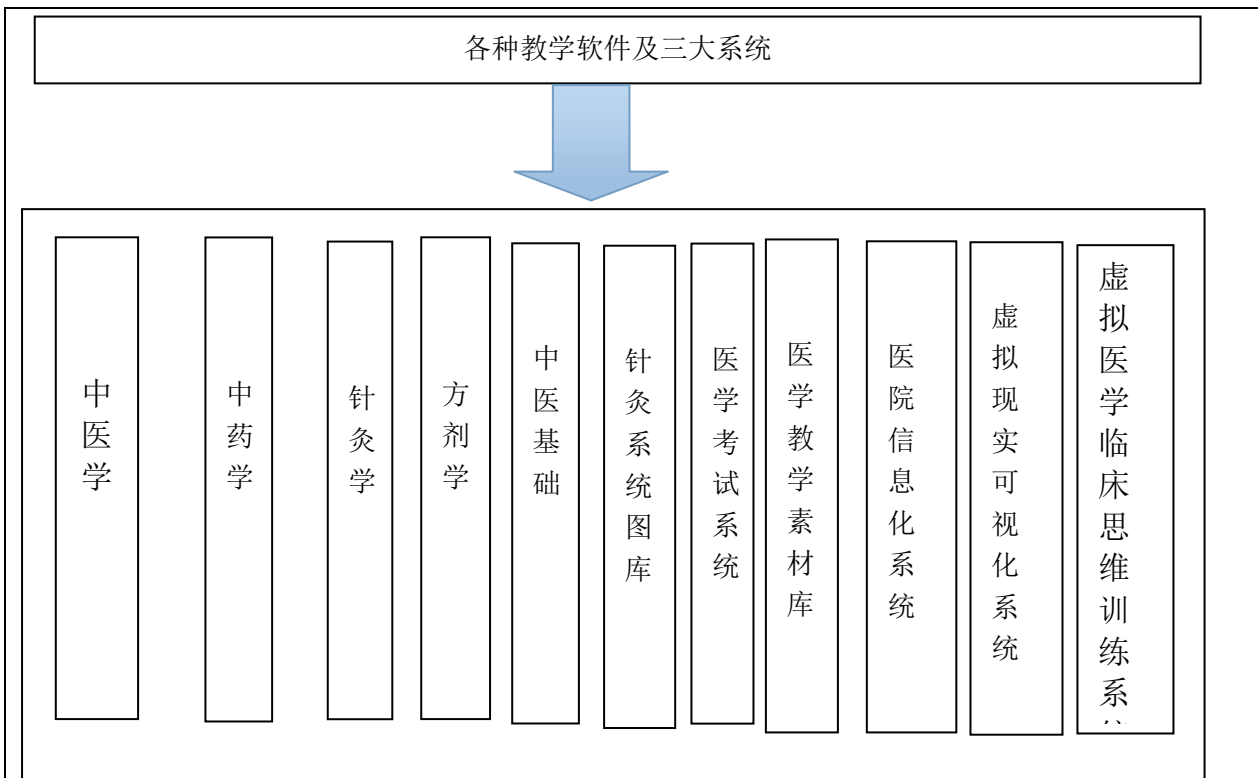 各种教学软件及三大系统
中医学
中药学
针灸学
方剂学
中医基础
针灸系统图库
医学考试系统
医学教学素材库
医院信息化系统
虚拟现实可视化系统
虚拟医学临床思维训练系